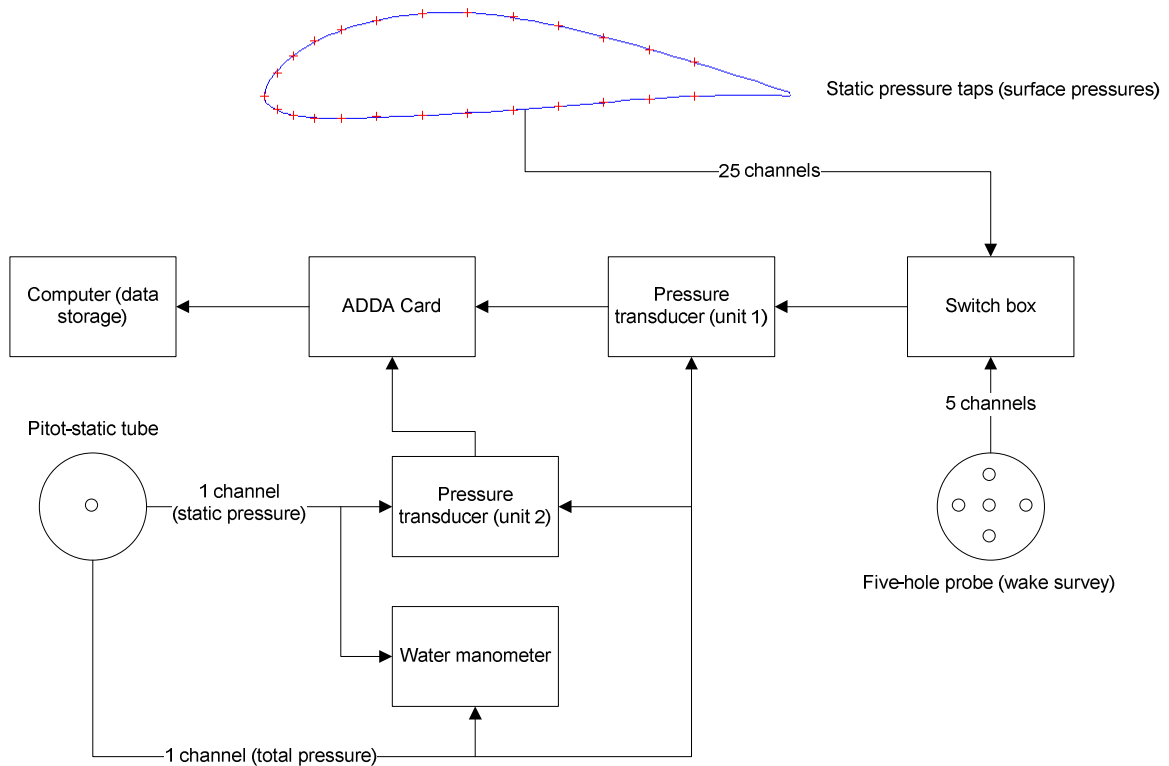 Static pressure taps (surface pressures)
25 channels
Computer (data
storage)
ADDA Card
Pressure
transducer (unit 1)
Switch box
5 channels
Pitot-static tube
1 channel
(static pressure)
Pressure
transducer (unit 2)
Five-hole probe (wake survey)
Water manometer
1 channel (total pressure)